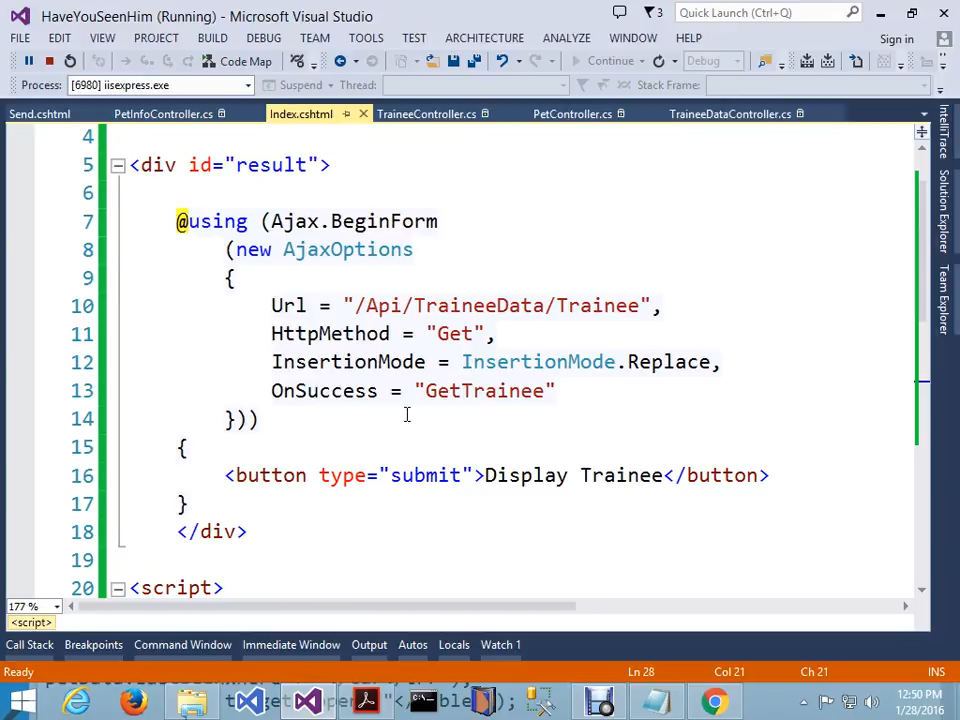 HaveYouSeenHim (Running) - Microsoft Visual Studio
3
Quick Launch (Ctrl+Q)
FILE EDIT VIEW PROJECT BUILD DEBUG TEAM TOOLS TEST ARCHITECTURE ANALYZE WINDOW HELP Sign in
Code Map Continue Debug
Process: [6980] iisexpress.exe Suspend Thread: Stack Frame:
Send.cshtml PetInfoController.cs Index.cshtml TraineeController.cs PetController.cs TraineeDataController.cs
4
5 <div id="result">
6
7 @using (Ajax.BeginForm
8 (new AjaxOptions
9 {
10 Url = "/Api/TraineeData/Trainee",
11 HttpMethod = "Get",
12 InsertionMode = InsertionMode.Replace,
13 OnSuccess = "GetTrainee"
14 }))
15 {
16 <button type="submit">Display Trainee</button>
17 }
18 </div>
19
20 <script>
177 %
<script>
IntelliTrace
Solution Explorer
Team Explorer
Call Stack Breakpoints Command Window Immediate Window Output Autos Locals Watch 1
Ready Ln 28 Col 21 Ch 21 INS
12:50 PM
1/28/2016